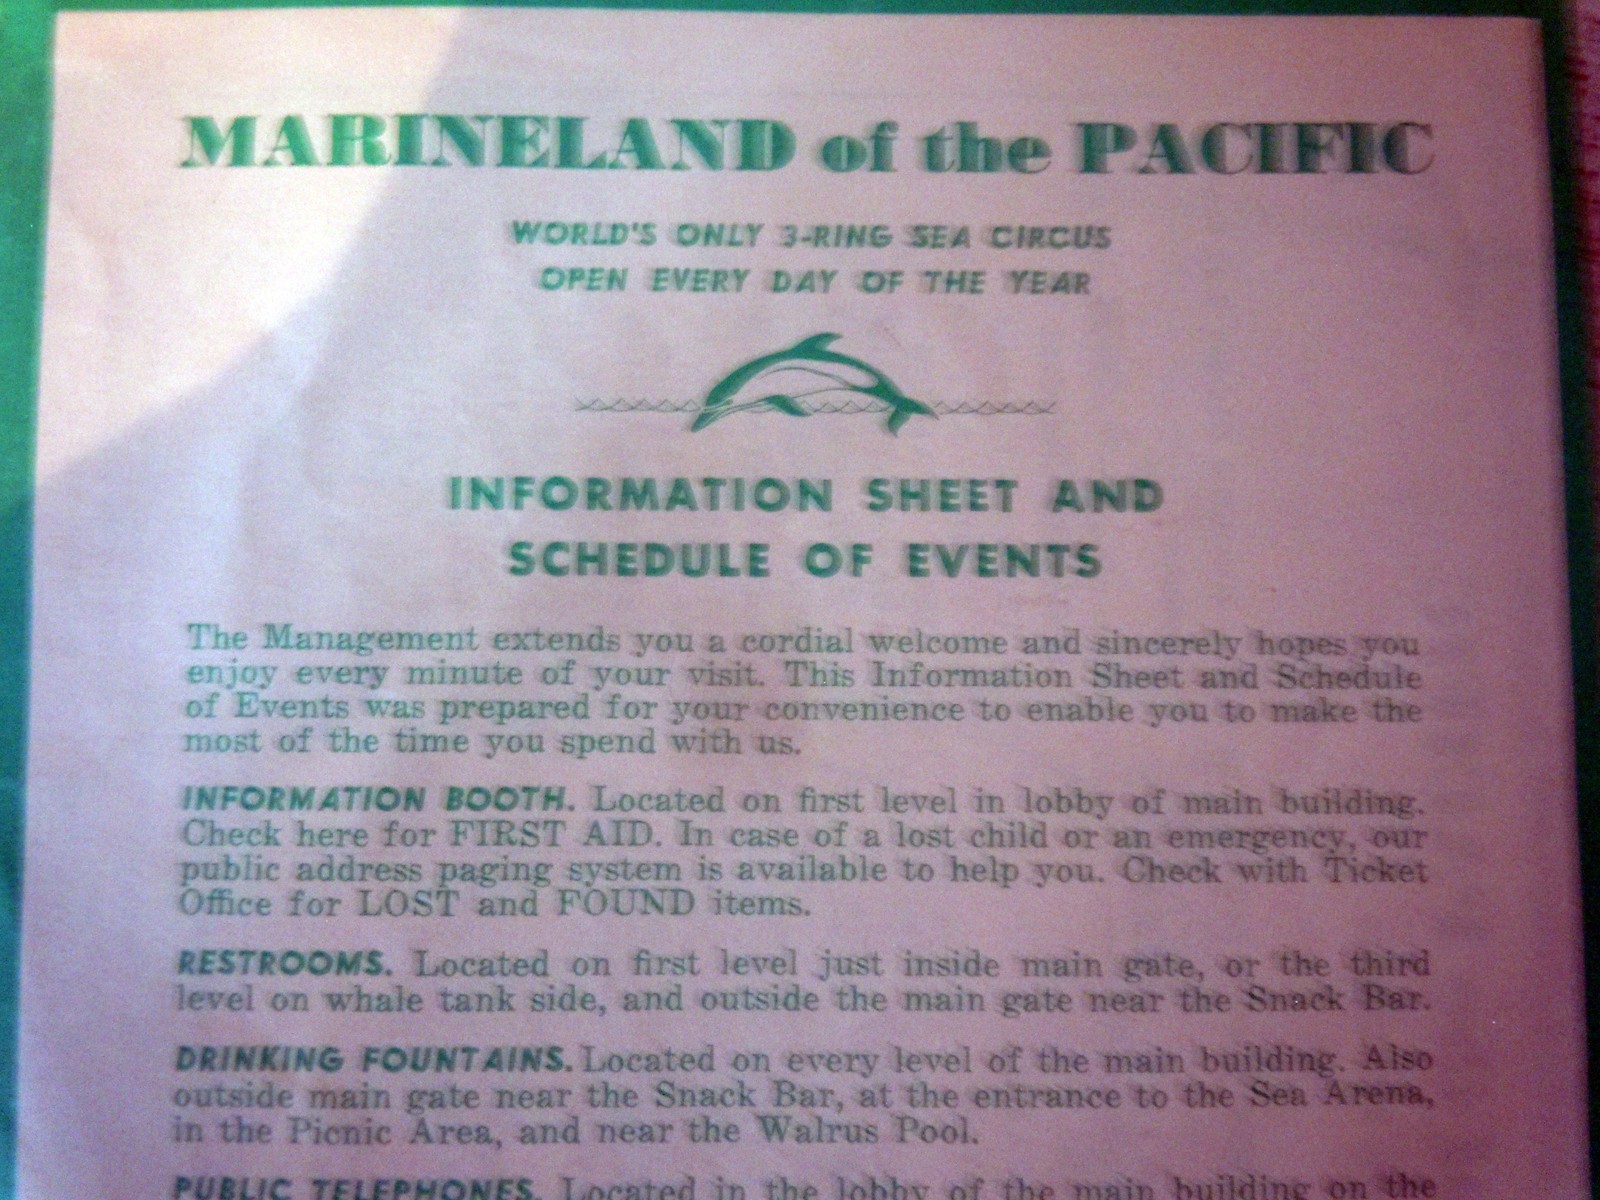 MARINELAND of the PACIFIC
WORLD'S ONLY 3-RING SEA CIRCUS
OPEN EVERY DAY OF THE YEAR
INFORMATION SHEET AND
SCHEDULE OF EVENTS
The Management extends you a cordial welcome and sincerely hopes you
enjoy every minute of your visit. This Information Sheet and Schedule
of Events was prepared for your convenience to enable you to make the
most of the time you spend with us.
INFORMATION BOOTH. Located on first level in lobby of main building.
Check here for FIRST AID. In case of a lost child or an emergency, our
public address paging system is available to help you. Check with Ticket
Office for LOST and FOUND items.
RESTROOMS. Located on first level just inside main gate, or the third
level on whale tank side, and outside the main gate near the Snack Bar.
DRINKING FOUNTAINS. Located on every level of the main building. Also
outside main gate near the Snack Bar, at the entrance to the Sea Arena,
in the Picnic Area, and near the Walrus Pool.
PUBLIC TELEPHONES. Located in the lobby of the main building on the